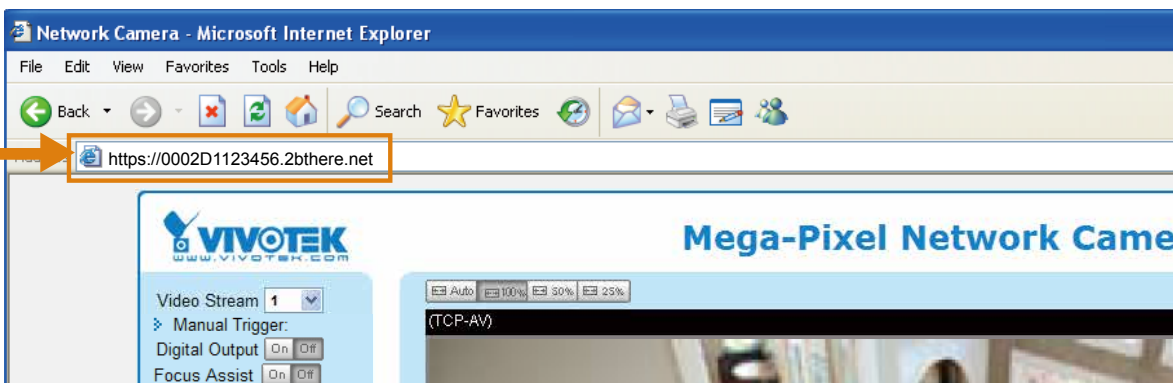 Network Camera - Microsoft Internet Explorer
File Edit View Favorites Tools Help
Back Search Favorites
https://0002D1123456.2bthere.net
VIVOTEK
www.vivotek.com
Mega-Pixel Network Came
Video Stream 1
Auto 100% 50% 25%
Manual Trigger:
(TCP-AV)
Digital Output On Off
Focus Assist On Off